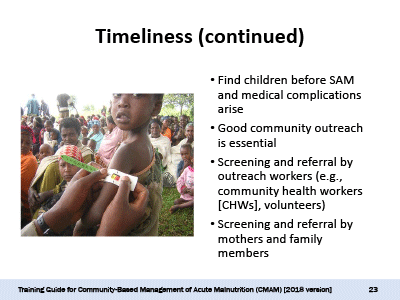 Timeliness (continued)
• Find children before SAM
and medical complications
arise
• Good community outreach
is essential
• Screening and referral by
outreach workers (e.g.,
community health workers
[CHWs], volunteers)
• Screening and referral by
mothers and family
members
Training Guide for Community-Based Management of Acute Malnutrition (CMAM) [2018 version]
23